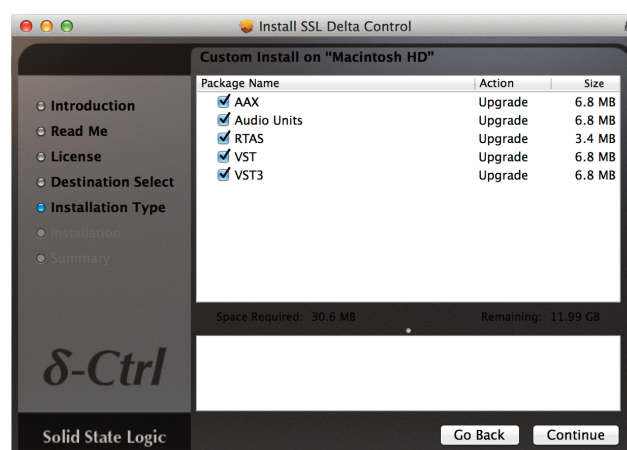 Install SSL Delta Control
Custom Install on “Macintosh HD”
Introduction
Read Me
License
Destination Select
Installation Type
Installation
Summary
Package Name Action Size
AAX Upgrade 6.8 MB
Audio Units Upgrade 6.8 MB
RTAS Upgrade 3.4 MB
VST Upgrade 6.8 MB
VST3 Upgrade 6.8 MB
Space Required: 30.6 MB Remaining: 11.99 GB
δ-Ctrl
Solid State Logic
Go Back Continue